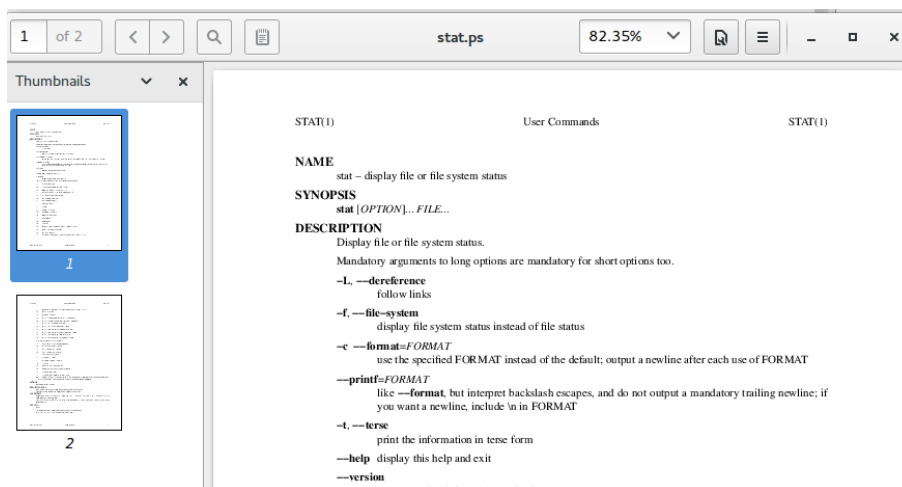 1 of 2
stat.ps
82.35%
Thumbnails
1
2
STAT(1) User Commands STAT(1)
NAME
stat – display file or file system status
SYNOPSIS
stat [OPTION]... FILE...
DESCRIPTION
Display file or file system status.
Mandatory arguments to long options are mandatory for short options too.
–L, ––dereference
follow links
–f, ––file–system
display file system status instead of file status
–c ––format=FORMAT
use the specified FORMAT instead of the default; output a newline after each use of FORMAT
––printf=FORMAT
like ––format, but interpret backslash escapes, and do not output a mandatory trailing newline; if
you want a newline, include \n in FORMAT
–t, ––terse
print the information in terse form
––help display this help and exit
––version